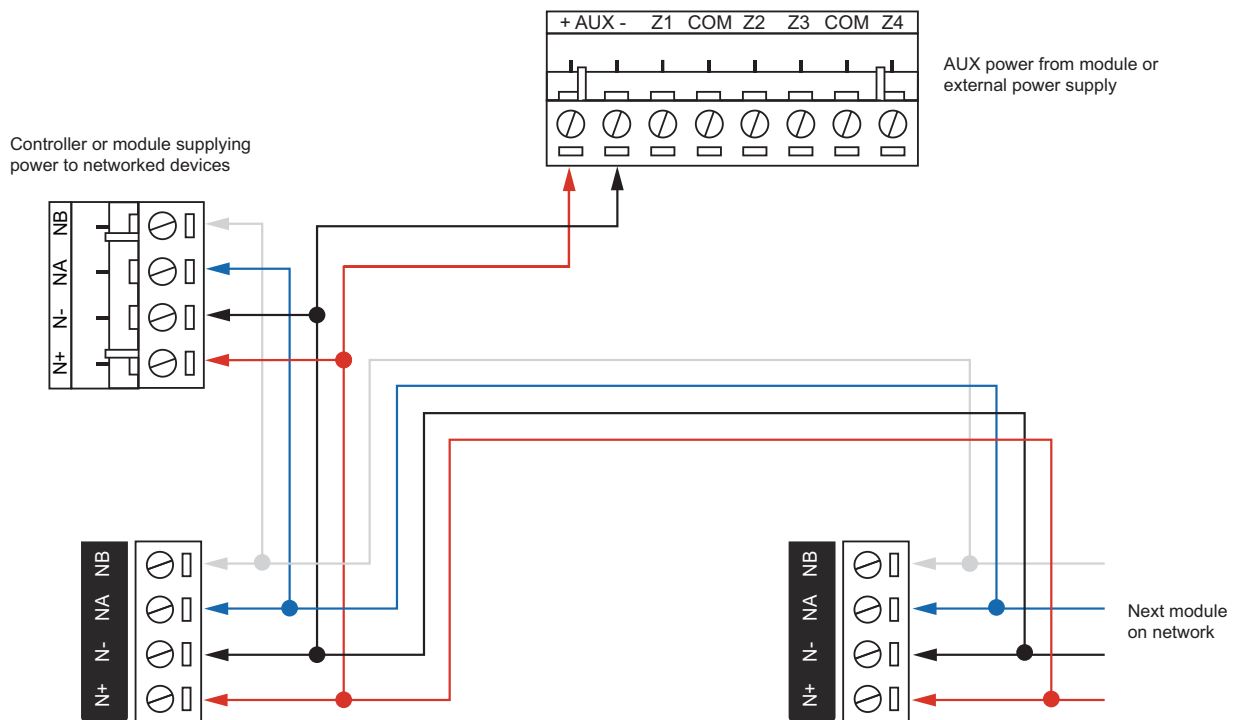 + AUX - Z1 COM Z2 Z3 COM Z4
AUX power from module or
external power supply
Controller or module supplying
power to networked devices
NB
NA
N-
N+
NB
NA
N-
N+
NB
NA
N-
N+
Next module
on network